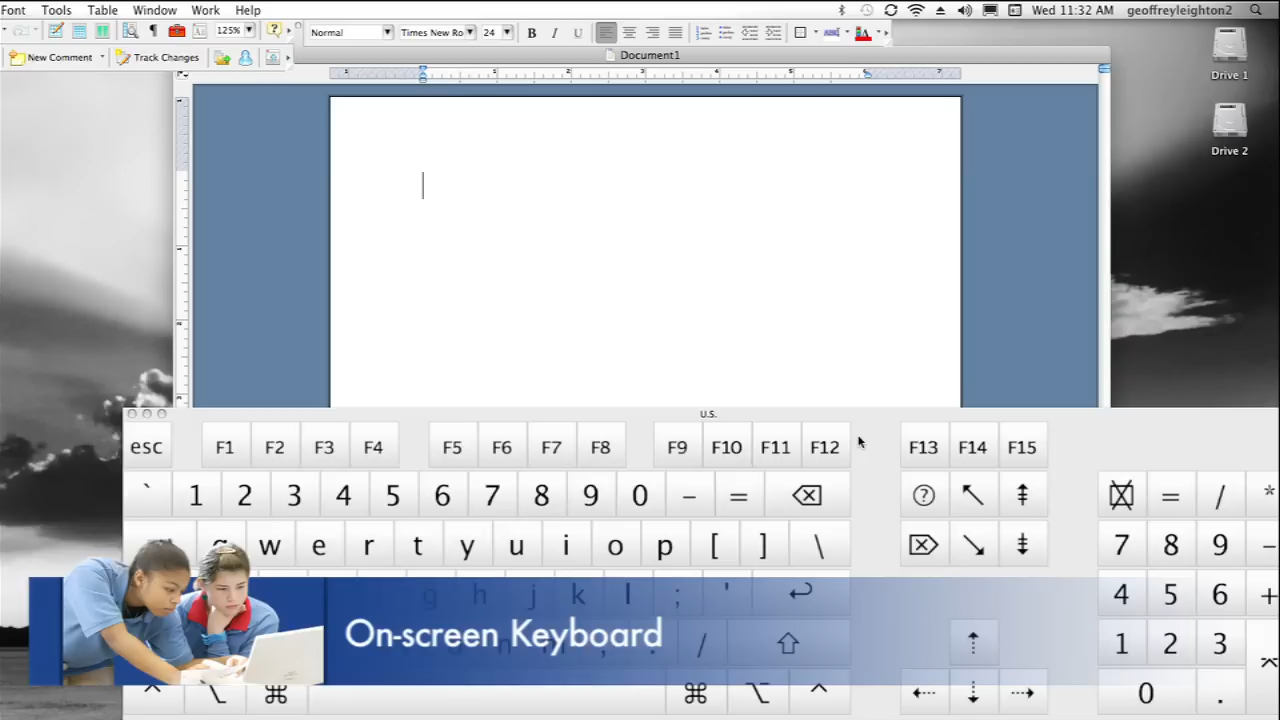 Font Tools Table Window Work Help Wed 11:32 AM geoffreyleighton2
125% Normal Times New Ro 24 B I U
New Comment Track Changes Document1
Drive 1
Drive 2
U.S.
esc F1 F2 F3 F4 F5 F6 F7 F8 F9 F10 F11 F12 F13 F14 F15
` 1 2 3 4 5 6 7 8 9 0 - = = / *
w e r t y u i o p [ ] \ 7 8 9 -
g h j k l ; ' 4 5 6 +
On-screen Keyboard
/ 1 2 3
0 .